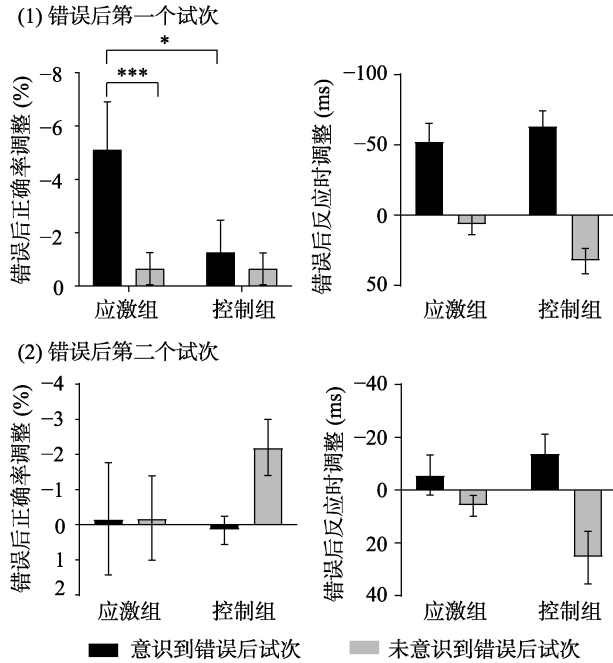 (1) 错误后第一个试次
错误后正确率调整 (%)
−8
−6
−4
−2
0
*
***
应激组
控制组
错误后反应时调整 (ms)
−100
−50
0
50
应激组
控制组
(2) 错误后第二个试次
错误后正确率调整 (%)
−4
−3
−2
−1
0
1
2
应激组
控制组
错误后反应时调整 (ms)
−40
−20
0
20
40
应激组
控制组
意识到错误后试次
未意识到错误后试次